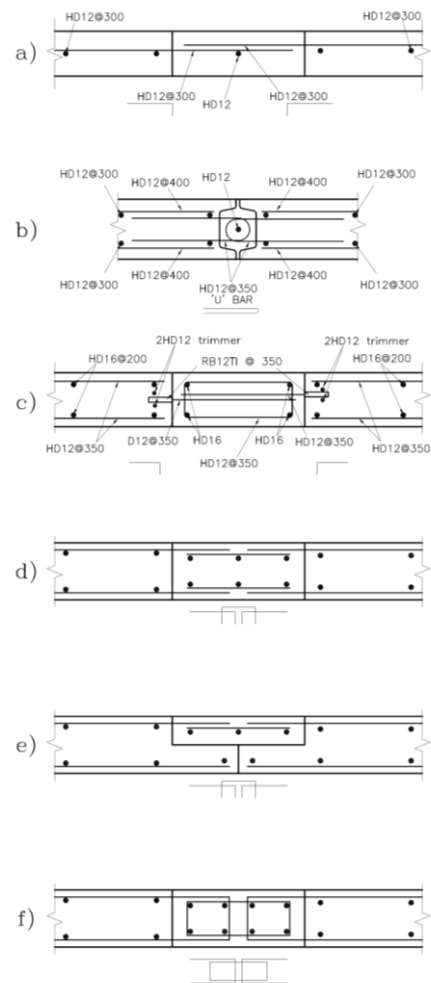 HD12@300
HD12@300
a)
HD12@300
HD12
HD12@300
HD12
HD12@300
HD12@400
HD12@400
HD12@300
b)
HD12@400
HD12@350
HD12@400
HD12@300
'U' BAR
HD12@300
2HD12 trimmer
2HD12 trimmer
HD16@200
RB12TI @ 350
HD16@200
c)
HD12@350
D12@350
HD16
HD16
HD12@350
HD12@350
HD12@350
d)
e)
f)